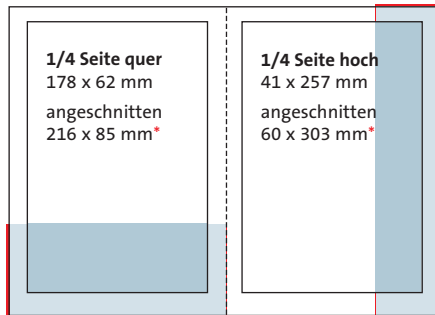 1/4 Seite quer
178 x 62 mm
angeschnitten
216 x 85 mm*
1/4 Seite hoch
41 x 257 mm
angeschnitten
60 x 303 mm*